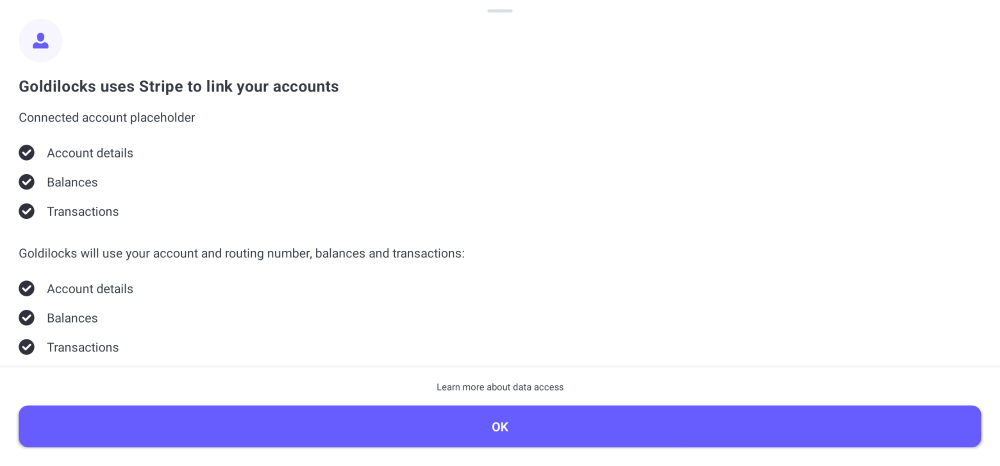 Goldilocks uses Stripe to link your accounts
Connected account placeholder
Account details
Balances
Transactions
Goldilocks will use your account and routing number, balances and transactions:
Account details
Balances
Transactions
Learn more about data access
OK